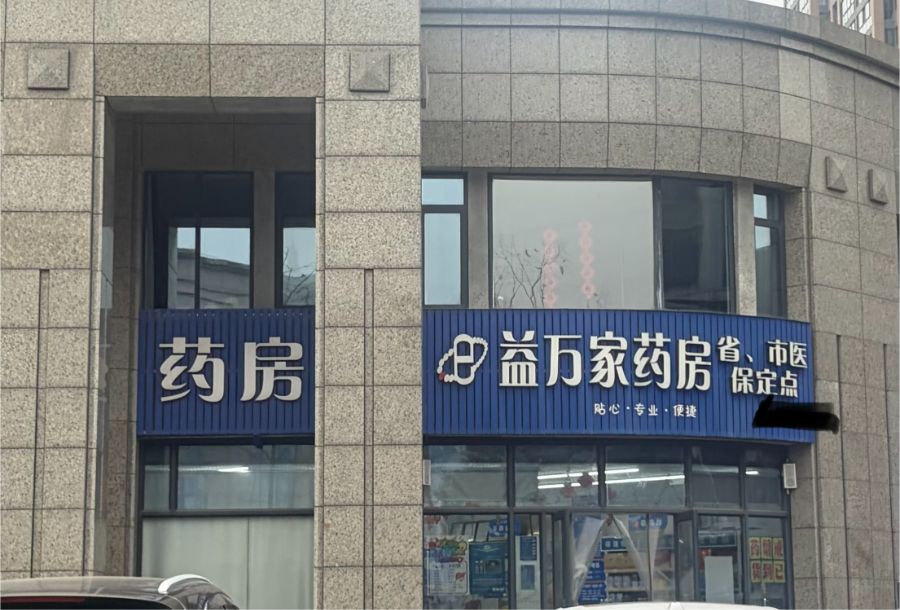 药房
益万家药房
省、市医
保定点
贴心·专业·便捷